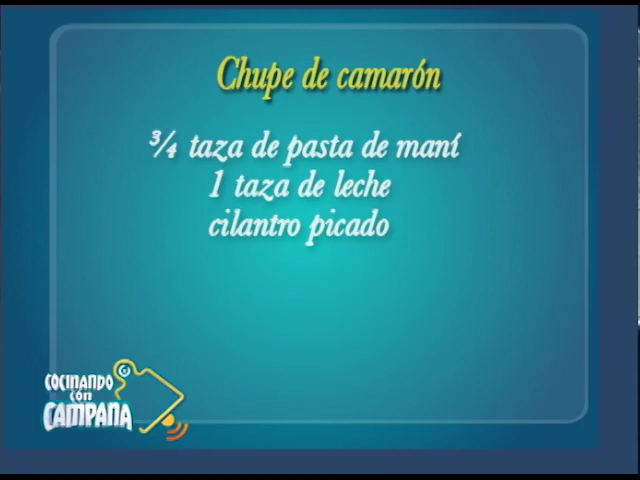 Chupe de camarón
¾ taza de pasta de maní
1 taza de leche
cilantro picado
COCINANDO
CON
CAMPANA